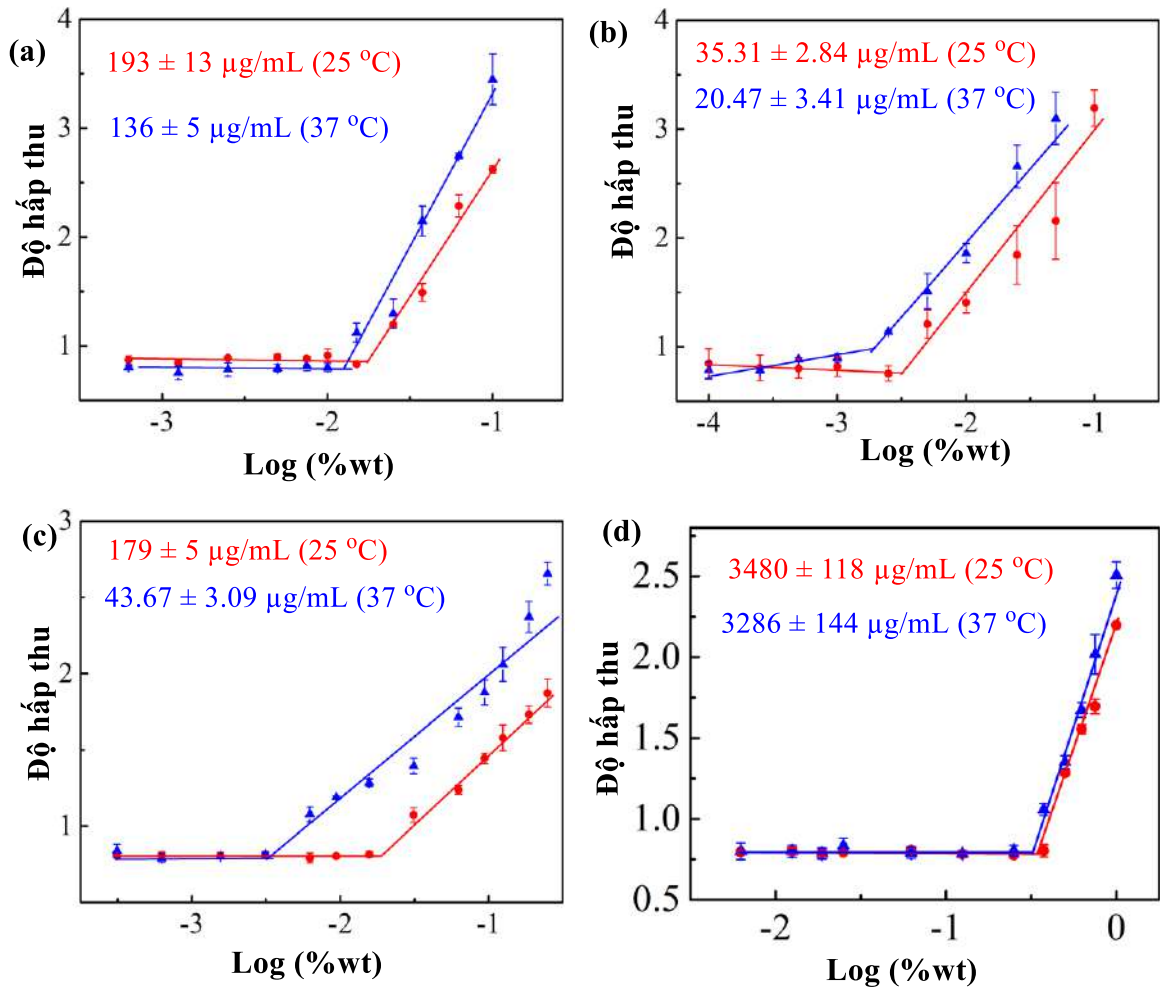 (a)
193 ± 13 µg/mL (25 °C)
136 ± 5 µg/mL (37 °C)
Độ hấp thu
4
3
2
1
-3
-2
-1
Log (%wt)
(b)
35.31 ± 2.84 µg/mL (25 °C)
20.47 ± 3.41 µg/mL (37 °C)
Độ hấp thu
4
3
2
1
-4
-3
-2
-1
Log (%wt)
(c)
179 ± 5 µg/mL (25 °C)
43.67 ± 3.09 µg/mL (37 °C)
Độ hấp thu
3
2
1
-3
-2
-1
Log (%wt)
(d)
3480 ± 118 µg/mL (25 °C)
3286 ± 144 µg/mL (37 °C)
Độ hấp thu
2.5
2.0
1.5
1.0
0.5
-2
-1
0
Log (%wt)